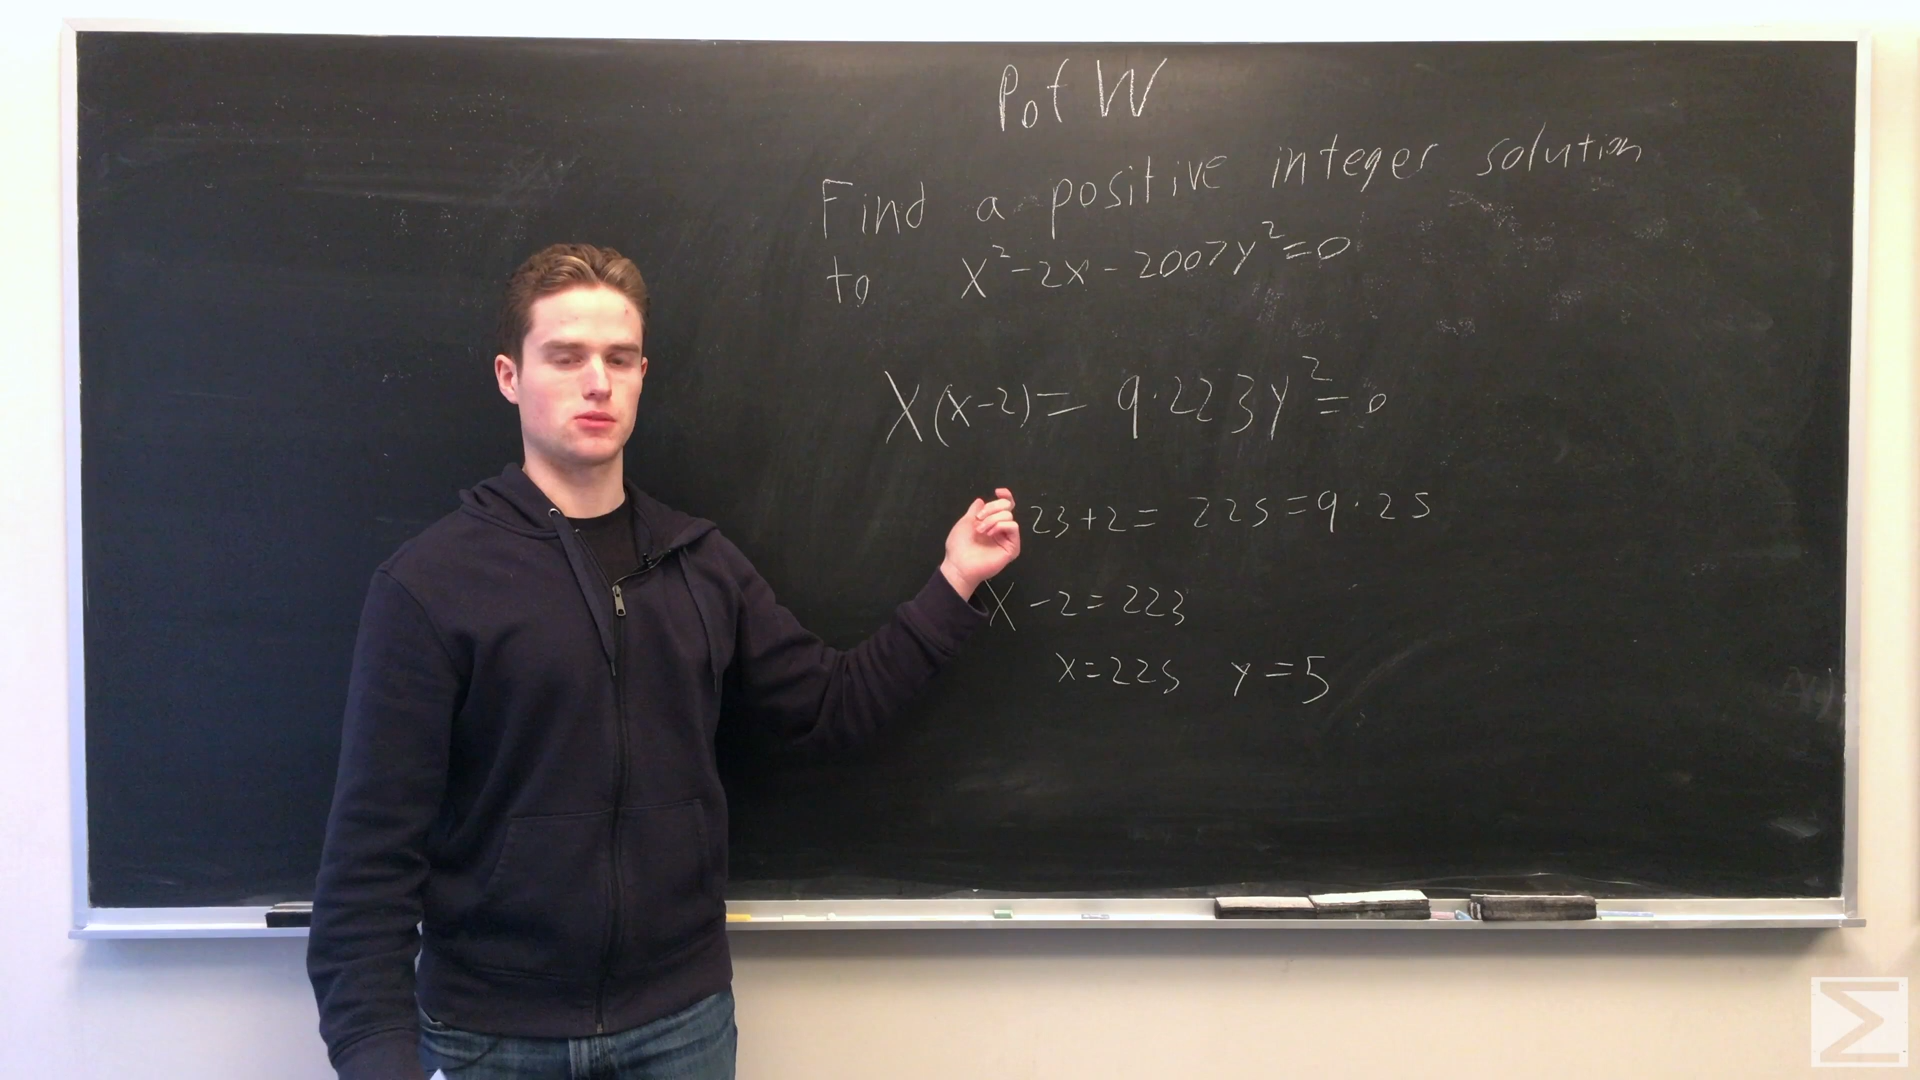 Pof W
Find a positive integer solution
to x²-2x-2007y²=0
X(x-2)= 9·223y²=0
23+2= 225=9·25
X-2=223
x=225 y=5
Σ